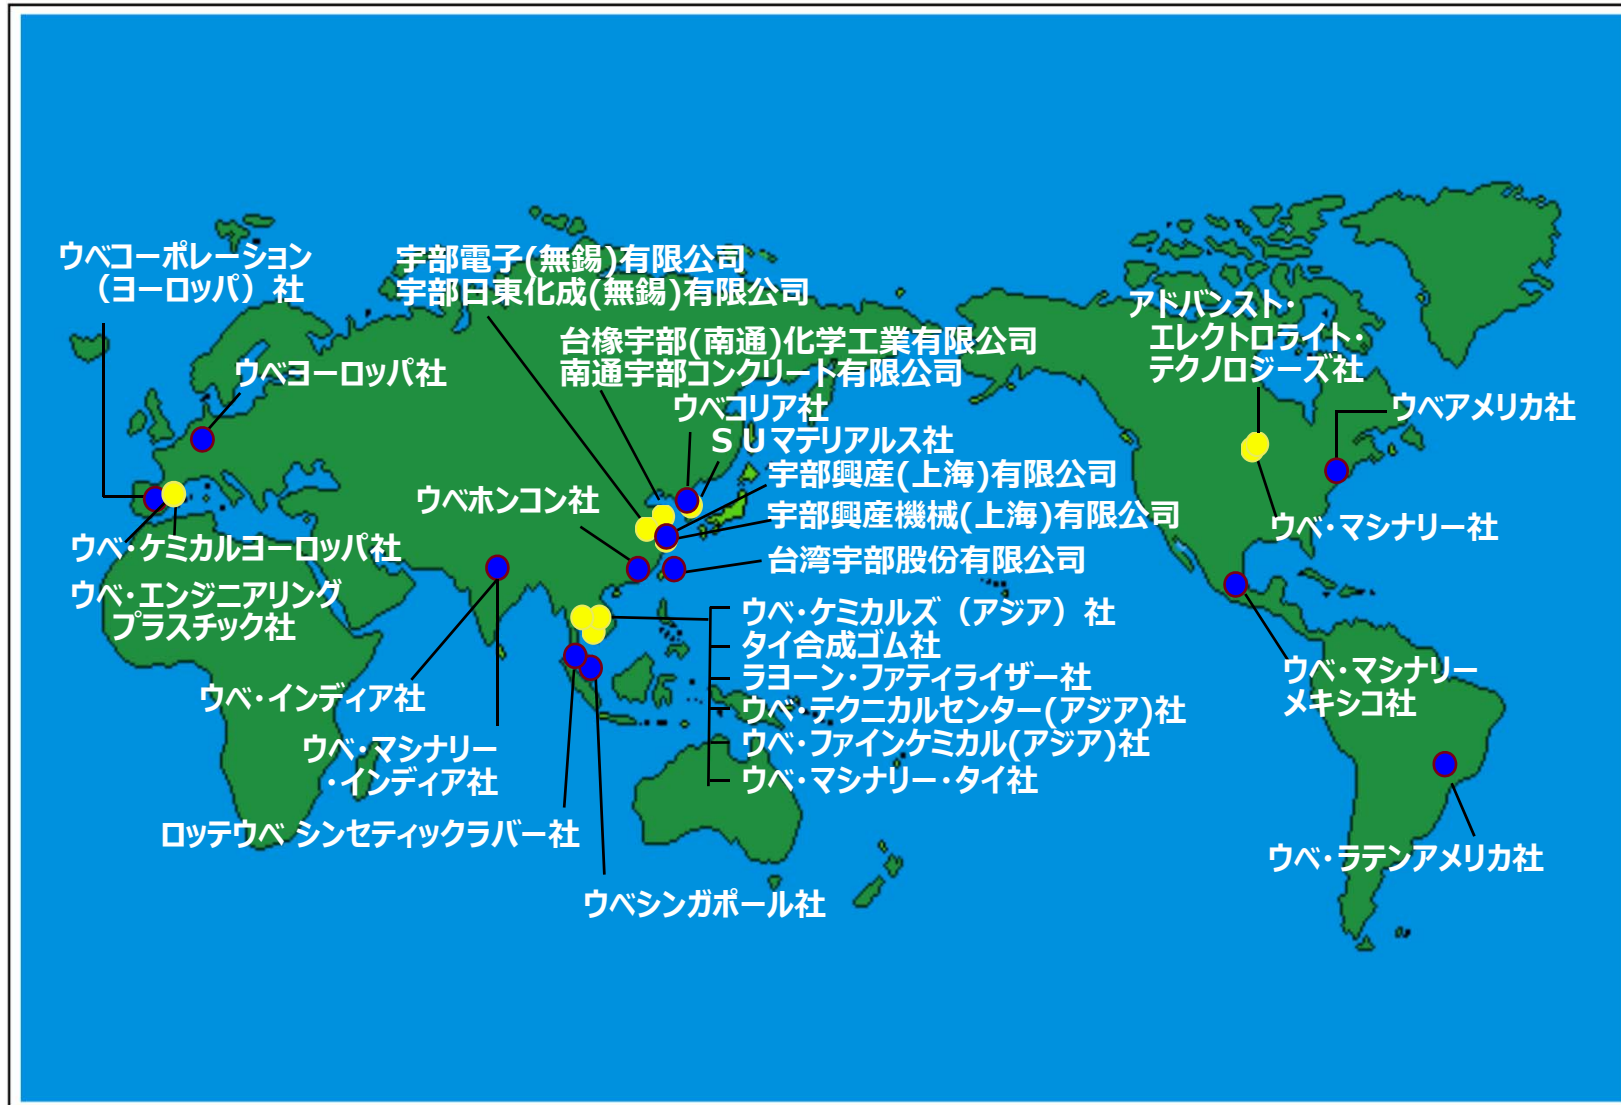 ウベコーポレーション
（ヨーロッパ）社
ウベヨーロッパ社
ウベ・ケミカルヨーロッパ社
ウベ・エンジニアリング
プラスチック社
宇部電子(無錫)有限公司
宇部日東化成(無錫)有限公司
台橡宇部(南通)化学工業有限公司
南通宇部コンクリート有限公司
ウベコリア社
ＳＵマテリアルス社
宇部興産(上海)有限公司
宇部興産機械(上海)有限公司
台湾宇部股份有限公司
ウベホンコン社
ウベ・インディア社
ウベ・マシナリー
・インディア社
ロッテウベ シンセティックラバー社
ウベシンガポール社
ウベ・ケミカルズ（アジア）社
タイ合成ゴム社
ラヨーン・ファティライザー社
ウベ・テクニカルセンター(アジア)社
ウベ・ファインケミカル(アジア)社
ウベ・マシナリー・タイ社
アドバンスト・
エレクトロライト・
テクノロジーズ社
ウベアメリカ社
ウベ・マシナリー社
ウベ・マシナリー
メキシコ社
ウベ・ラテンアメリカ社